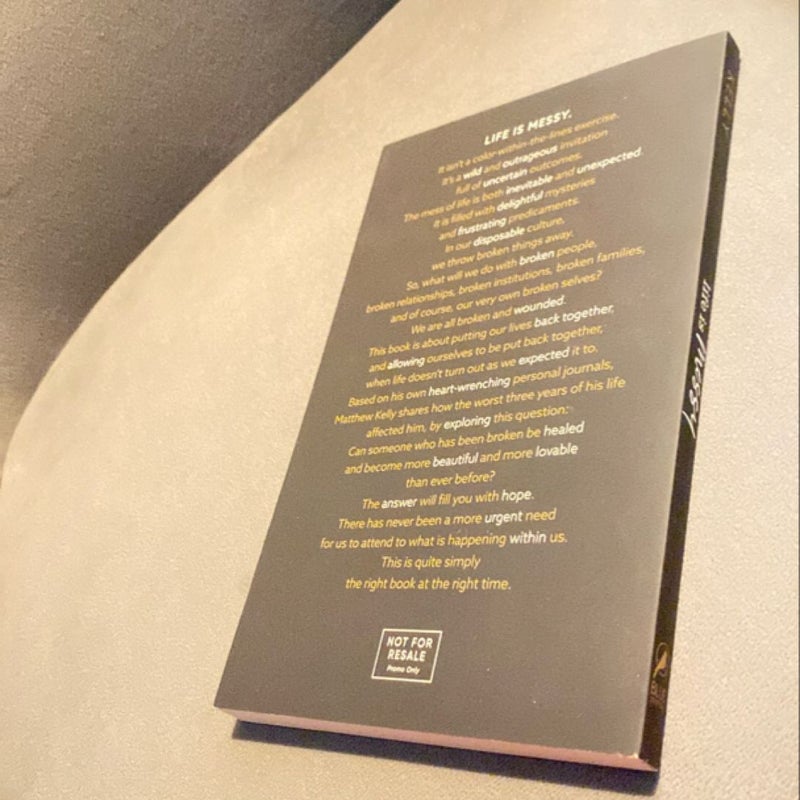 LIFE IS MESSY.
It isn't a color-within-the-lines exercise.
It's a wild and outrageous invitation
full of uncertain outcomes.
The mess of life is both inevitable and unexpected.
It is filled with delightful mysteries
and frustrating predicaments.
In our disposable culture,
we throw broken things away.
So, what will we do with broken people,
broken relationships, broken institutions, broken families,
and of course, our very own broken selves?
We are all broken and wounded.
This book is about putting our lives back together,
and allowing ourselves to be put back together,
when life doesn't turn out as we expected it to.
Based on his own heart-wrenching personal journals,
Matthew Kelly shares how the worst three years of his life
affected him, by exploring this question:
Can someone who has been broken be healed
and become more beautiful and more lovable
than ever before?
The answer will fill you with hope.
There has never been a more urgent need
for us to attend to what is happening within us.
This is quite simply
the right book at the right time.
NOT FOR
RESALE
Promo Only
KELLY
life is Messy